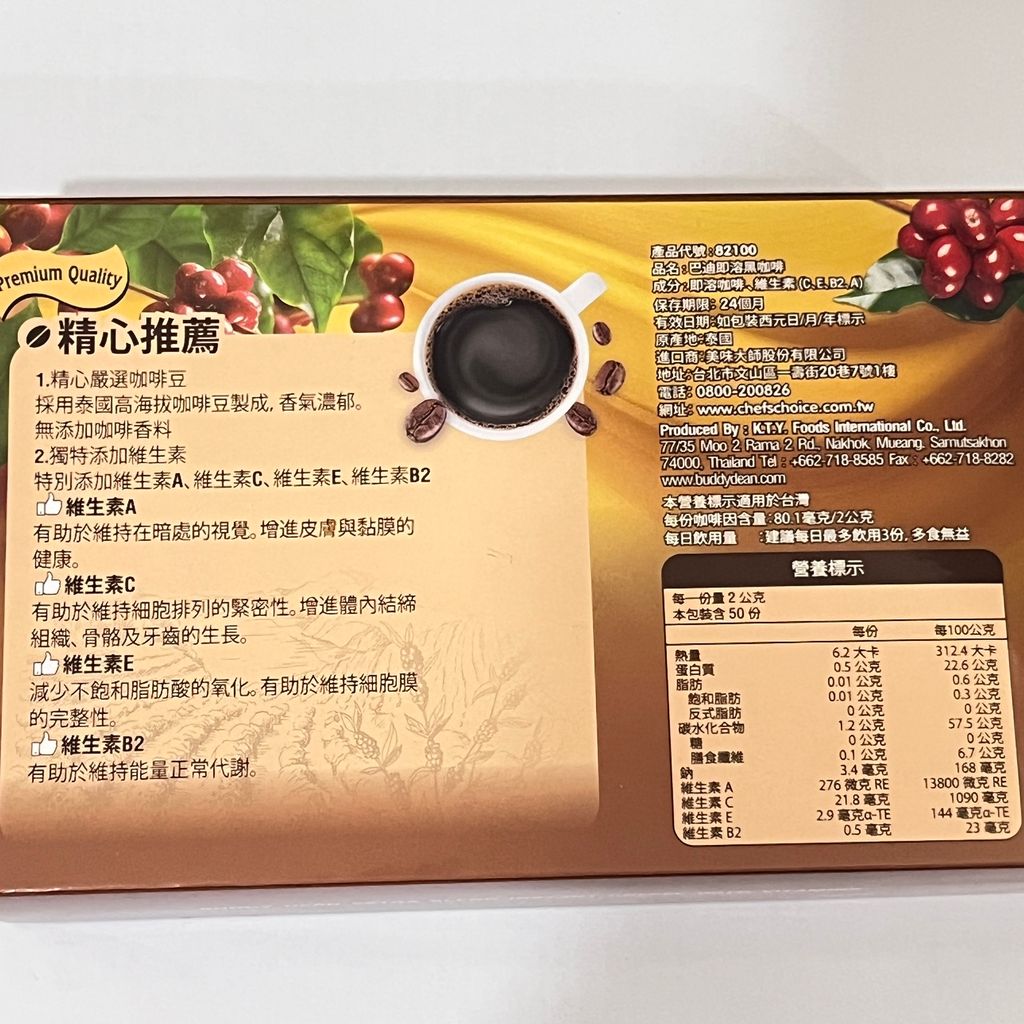 Premium Quality
精心推薦
1.精心嚴選咖啡豆
採用泰國高海拔咖啡豆製成, 香氣濃郁。
無添加咖啡香料
2.獨特添加維生素
特別添加維生素A、維生素C、維生素E、維生素B2
維生素A
有助於維持在暗處的視覺。增進皮膚與黏膜的
健康。
維生素C
有助於維持細胞排列的緊密性。增進體內結締
組織、骨骼及牙齒的生長。
維生素E
減少不飽和脂肪酸的氧化。有助於維持細胞膜
的完整性。
維生素B2
有助於維持能量正常代謝。
產品代號:82100
品名:巴迪即溶黑咖啡
成分:即溶咖啡、維生素(C、E、B2、A)
保存期限:24個月
有效日期:如包裝西元日/月/年標示
原產地:泰國
進口商:美味大師股份有限公司
地址:台北市文山區一壽街20巷7號1樓
電話:0800-200826
網址:www.chefschoice.com.tw
Produced By : K.T.Y. Foods International Co., Ltd.
77/35 Moo 2 Rama 2 Rd., Nakhok, Mueang, Samutsakhon
74000, Thailand Tel : +662-718-8585 Fax : +662-718-8282
www.buddydean.com
本營養標示適用於台灣
每份咖啡因含量:80.1毫克/2公克
每日飲用量 :建議每日最多飲用3份, 多食無益
營養標示
每一份量 2 公克
本包裝含 50 份
每份 每100公克
熱量 6.2 大卡 312.4 大卡
蛋白質 0.5 公克 22.6 公克
脂肪 0.01 公克 0.6 公克
飽和脂肪 0.01 公克 0.3 公克
反式脂肪 0 公克 0 公克
碳水化合物 1.2 公克 57.5 公克
糖 0 公克 0 公克
膳食纖維 0.1 公克 6.7 公克
鈉 3.4 毫克 168 毫克
維生素 A 276 微克 RE 13800 微克 RE
維生素 C 21.8 毫克 1090 毫克
維生素 E 2.9 毫克α-TE 144 毫克α-TE
維生素 B2 0.5 毫克 23 毫克